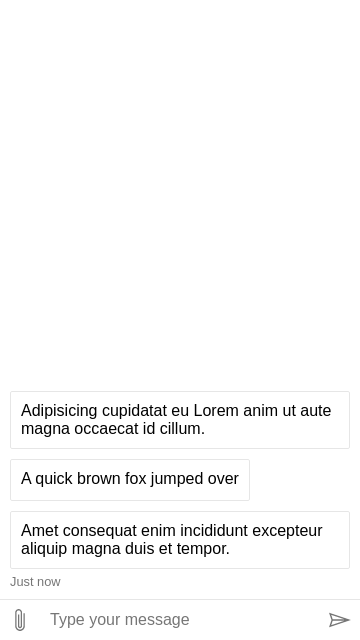 Adipisicing cupidatat eu Lorem anim ut aute
magna occaecat id cillum.
A quick brown fox jumped over
Amet consequat enim incididunt excepteur
aliquip magna duis et tempor.
Just now
Type your message